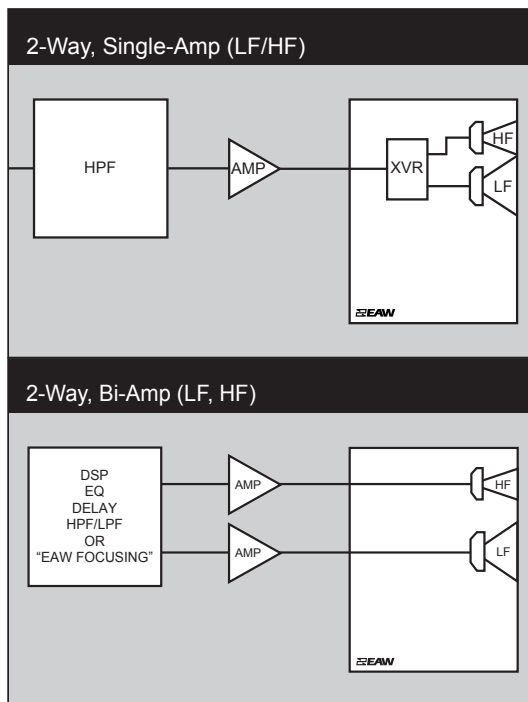 2-Way, Single-Amp (LF/HF)
HPF
AMP
XVR
HF
LF
EAW
2-Way, Bi-Amp (LF, HF)
DSP
EQ
DELAY
HPF/LPF
OR
“EAW FOCUSING”
AMP
AMP
HF
LF
EAW